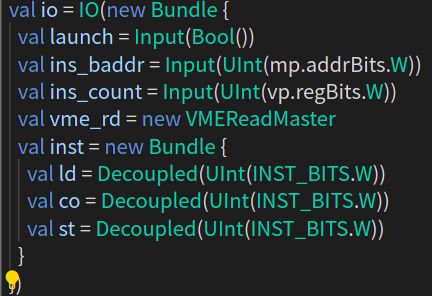 val io = IO(new Bundle {
val launch = Input(Bool())
val ins_baddr = Input(UInt(mp.addrBits.W))
val ins_count = Input(UInt(vp.regBits.W))
val vme_rd = new VMEReadMaster
val inst = new Bundle {
val ld = Decoupled(UInt(INST_BITS.W))
val co = Decoupled(UInt(INST_BITS.W))
val st = Decoupled(UInt(INST_BITS.W))
}
})